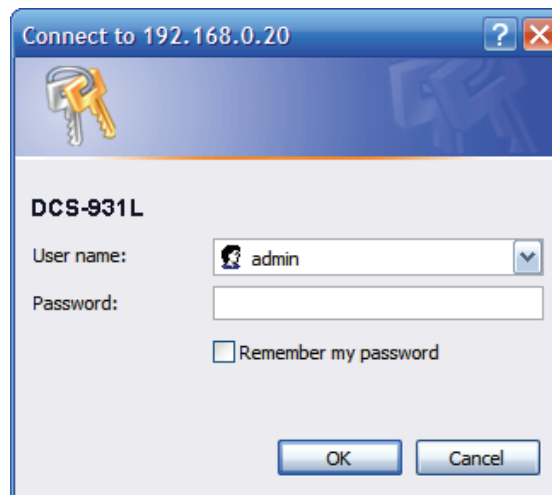 Connect to 192.168.0.20
DCS-931L
User name:
admin
Password:
Remember my password
OK
Cancel